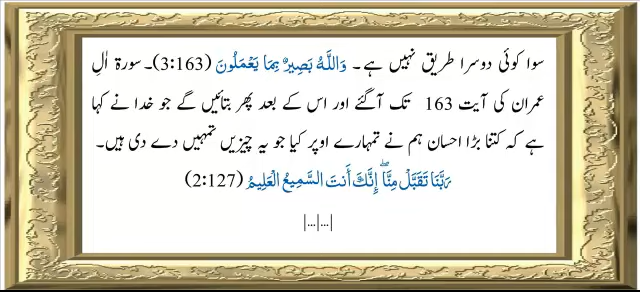 سوا کوئی دوسرا طریق نہیں ہے۔ وَاللَّهُ بَصِيرٌ بِمَا يَعْمَلُونَ (3:163)۔ سورۃ اٰلِ
عمران کی آیت 163 تک آگئے اور اس کے بعد پھر بتائیں گے جو خدا نے کہا
ہے کہ کتنا بڑا احسان ہم نے تمہارے اوپر کیا جو یہ چیزیں تمہیں دے دی ہیں۔
رَبَّنَا تَقَبَّلْ مِنَّا ۖ إِنَّكَ أَنتَ السَّمِيعُ الْعَلِيمُ (2:127)
|...|...|